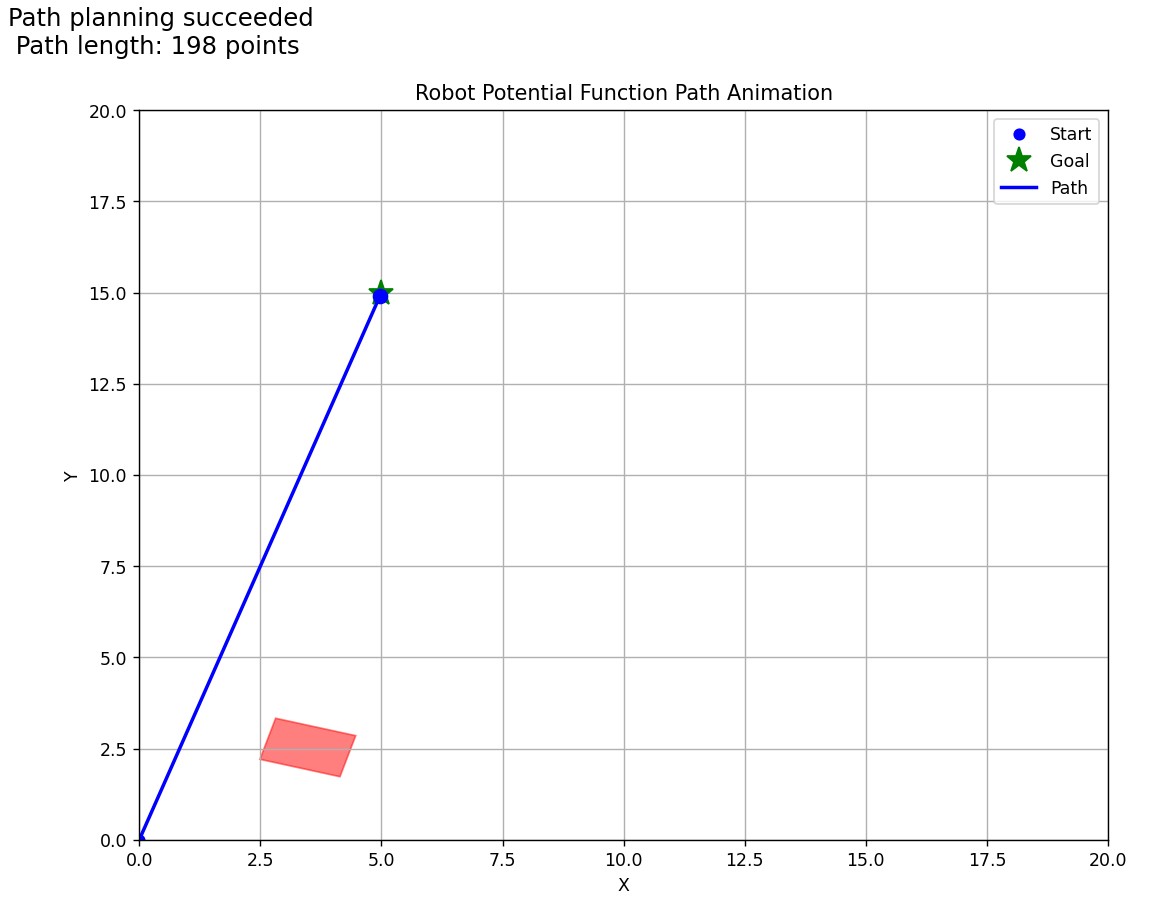 Path planning succeeded
Path length: 198 points
Robot Potential Function Path Animation
20.0
17.5
15.0
12.5
10.0
7.5
5.0
2.5
0.0
Y
Start
Goal
Path
0.0 2.5 5.0 7.5 10.0 12.5 15.0 17.5 20.0
X